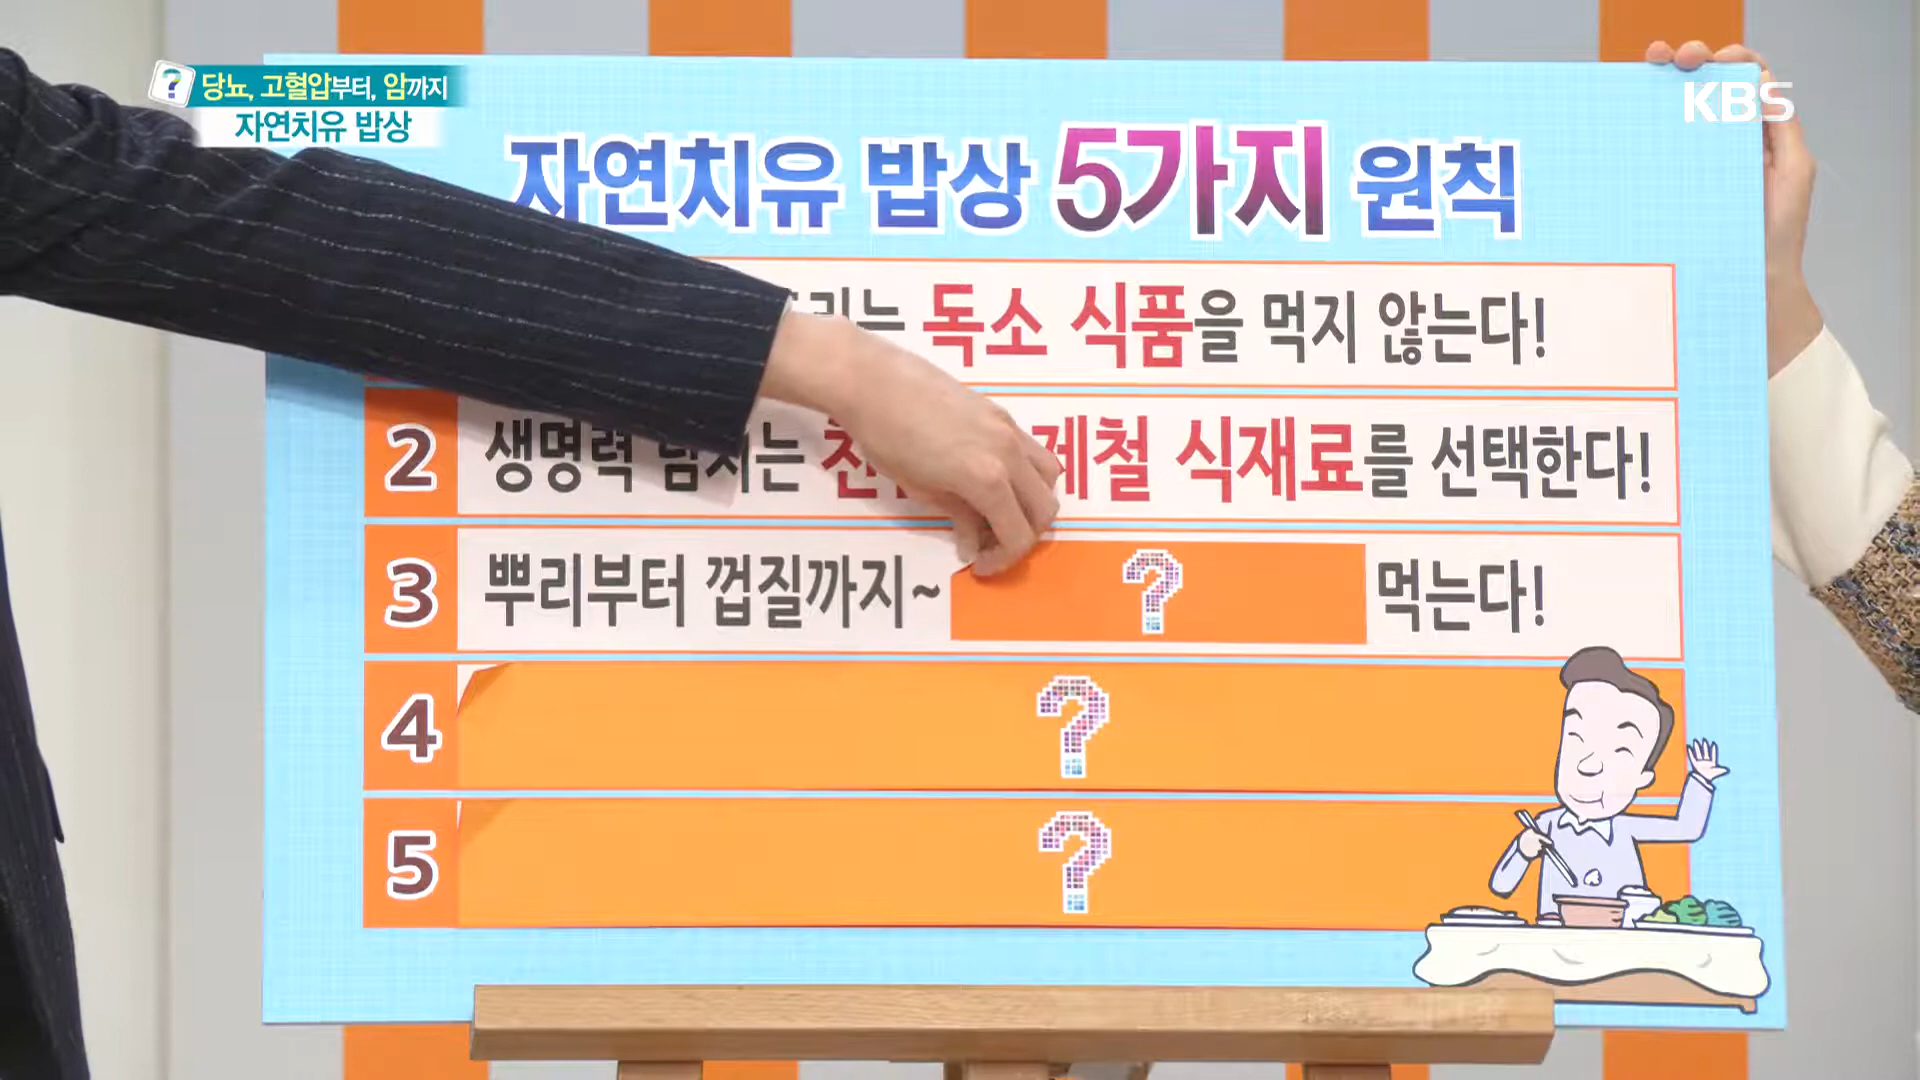 당뇨, 고혈압부터, 암까지
자연치유 밥상
KBS
자연치유 밥상 5가지 원칙
독소 식품을 먹지 않는다!
2 생명력 넘치는 제철 식재료를 선택한다!
3 뿌리부터 껍질까지~ ? 먹는다!
4 ?
5 ?